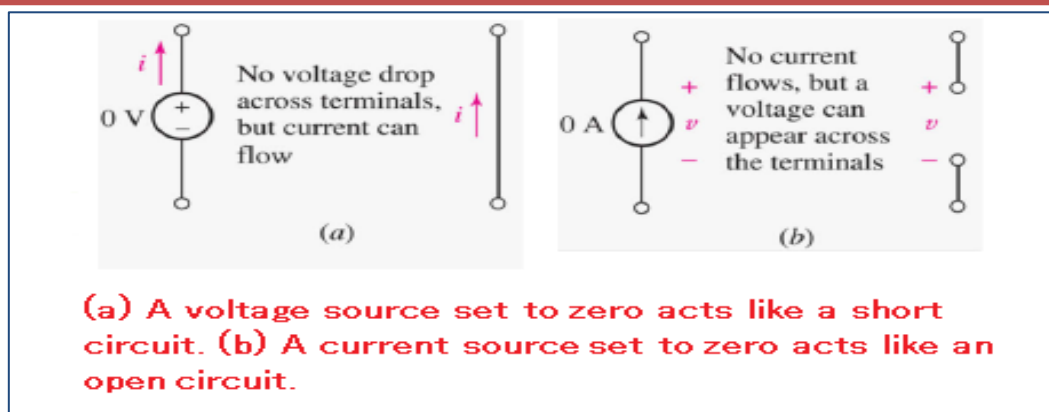 i
0 V
+
−
No voltage drop
across terminals,
but current can
flow
i
(a)
0 A
+
v
−
No current
flows, but a
voltage can
appear across
the terminals
+
v
−
(b)
(a) A voltage source set to zero acts like a short
circuit. (b) A current source set to zero acts like an
open circuit.